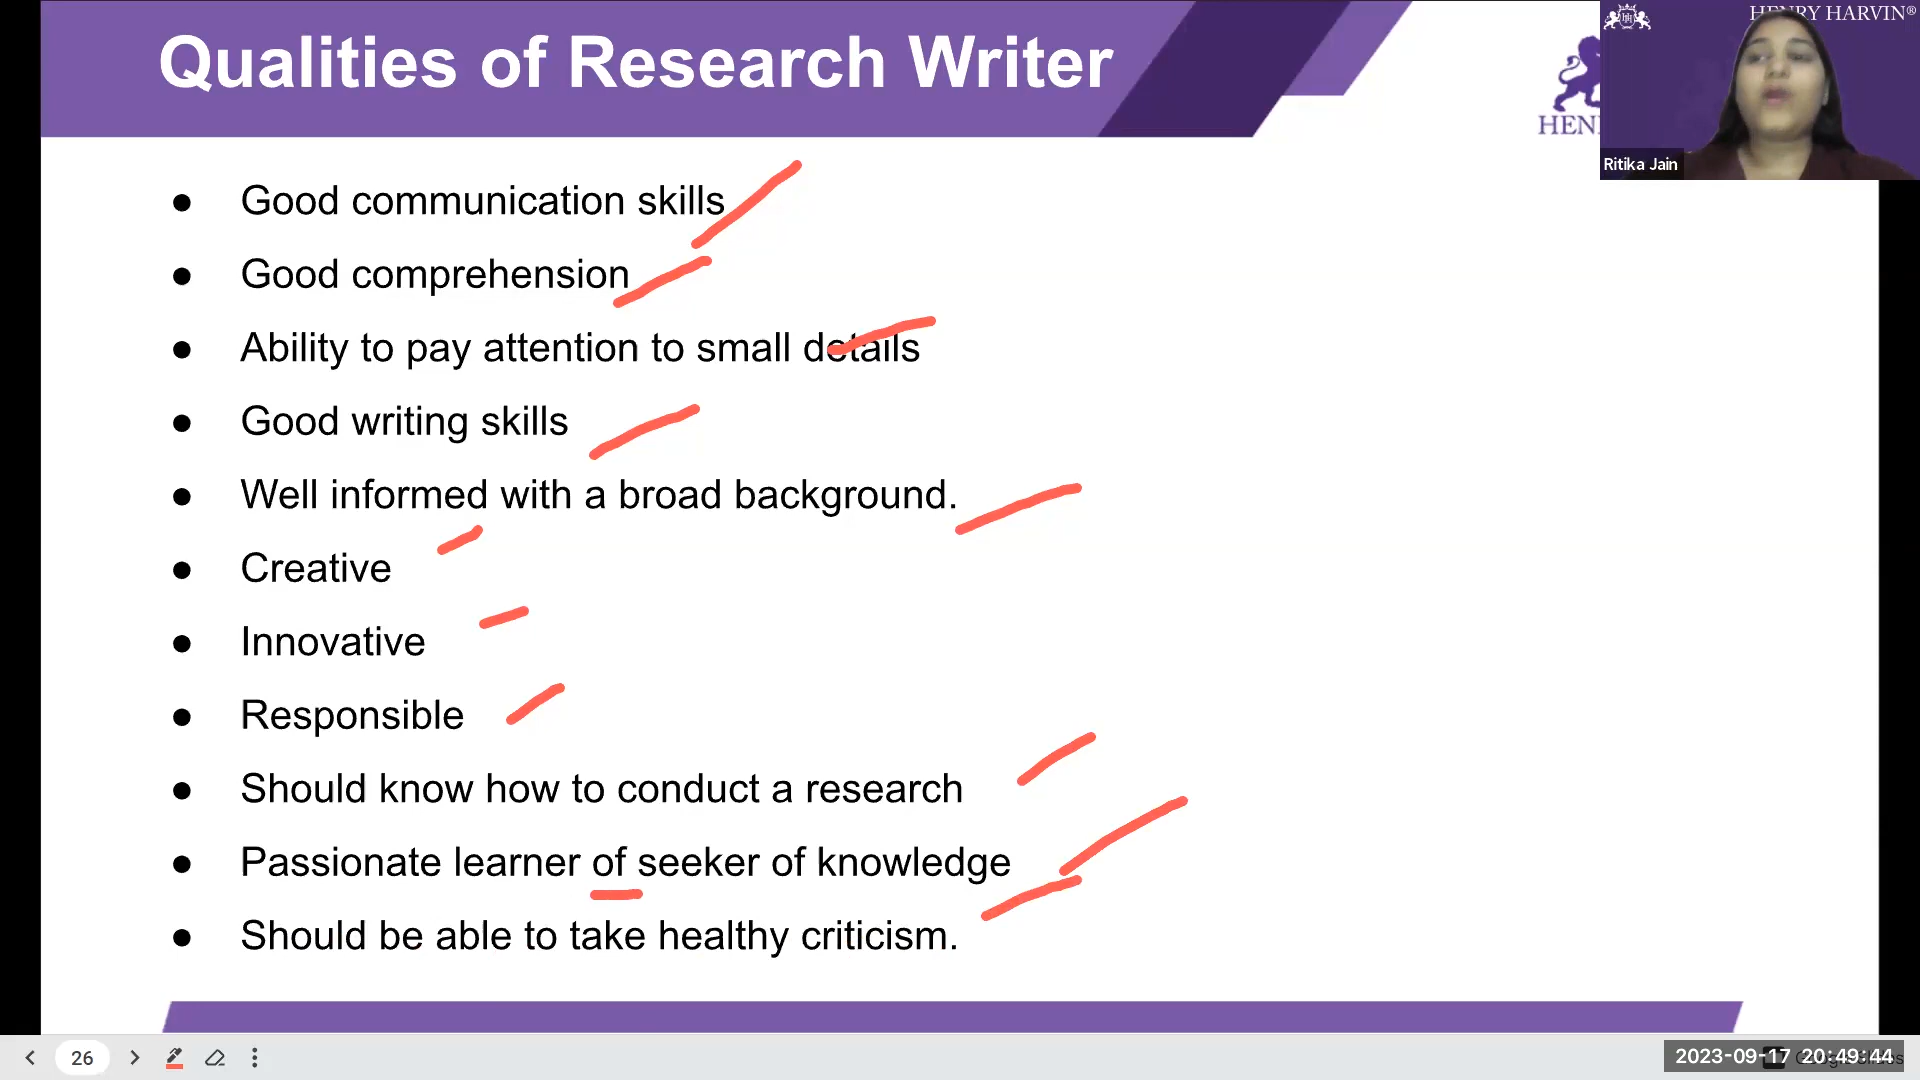 Qualities of Research Writer
HENRY HARVIN®
HEN
Ritika Jain
● Good communication skills
● Good comprehension
● Ability to pay attention to small details
● Good writing skills
● Well informed with a broad background.
● Creative
● Innovative
● Responsible
● Should know how to conduct a research
● Passionate learner of seeker of knowledge
● Should be able to take healthy criticism.
26
2023-09-17 20:49:44